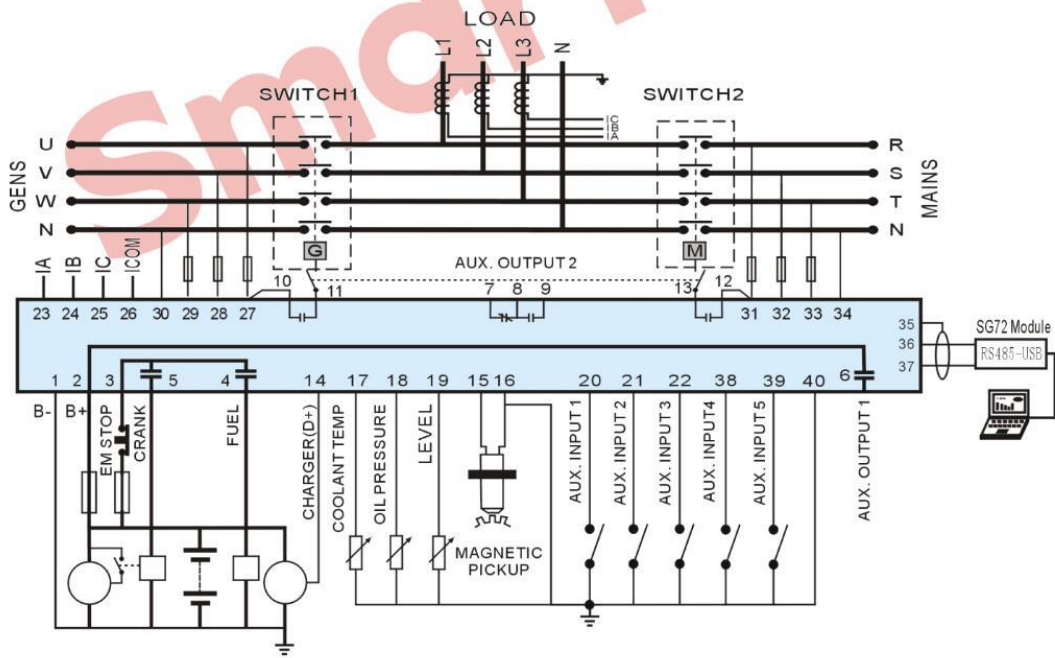 Smar
LOAD
L1 L2 L3 N
SWITCH1 SWITCH2
IC
IB
IA
GENS
U
V
W
N
R
S
T
N
MAINS
G
M
AUX. OUTPUT 2
IA IB IC ICOM
10 11 7 8 9 13 12
23 24 25 26 30 29 28 27 31 32 33 34
35
36
37
SG72 Module
RS485-USB
1 2 3 5 4 14 17 18 19 15 16 20 21 22 38 39 40 6
B- B+
EM STOP
CRANK
FUEL
CHARGER(D+)
COOLANT TEMP
OIL PRESSURE
LEVEL
MAGNETIC
PICKUP
AUX. INPUT 1
AUX. INPUT 2
AUX. INPUT 3
AUX. INPUT 4
AUX. INPUT 5
AUX. OUTPUT 1